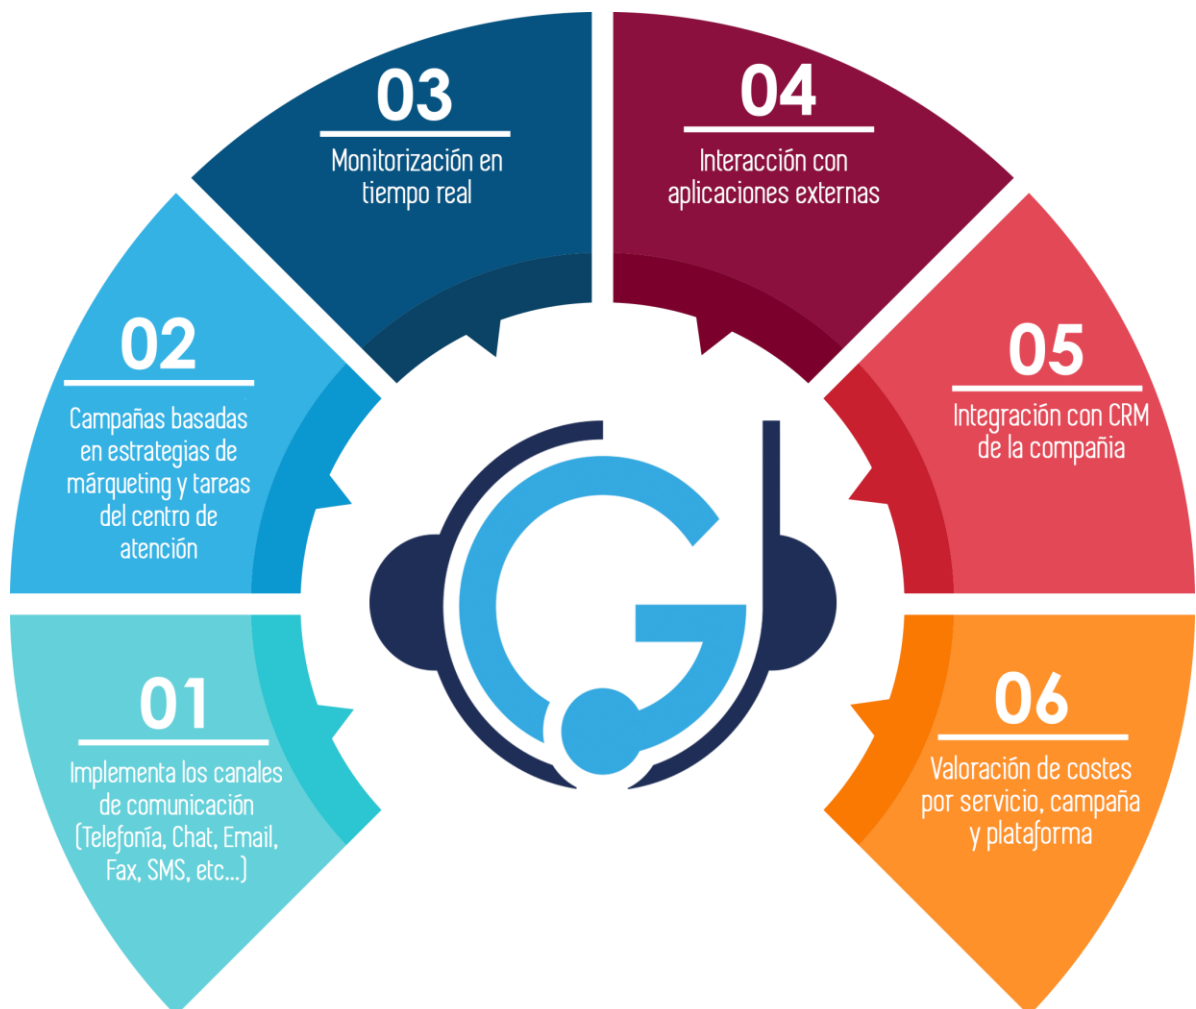 01
Implementa los canales
de comunicación
(Telefonía, Chat, Email,
Fax, SMS, etc...)
02
Campañas basadas
en estrategias de
márqueting y tareas
del centro de
atención
03
Monitorización en
tiempo real
04
Interacción con
aplicaciones externas
05
Integración con CRM
de la compañia
06
Valoración de costes
por servicio, campaña
y plataforma
G